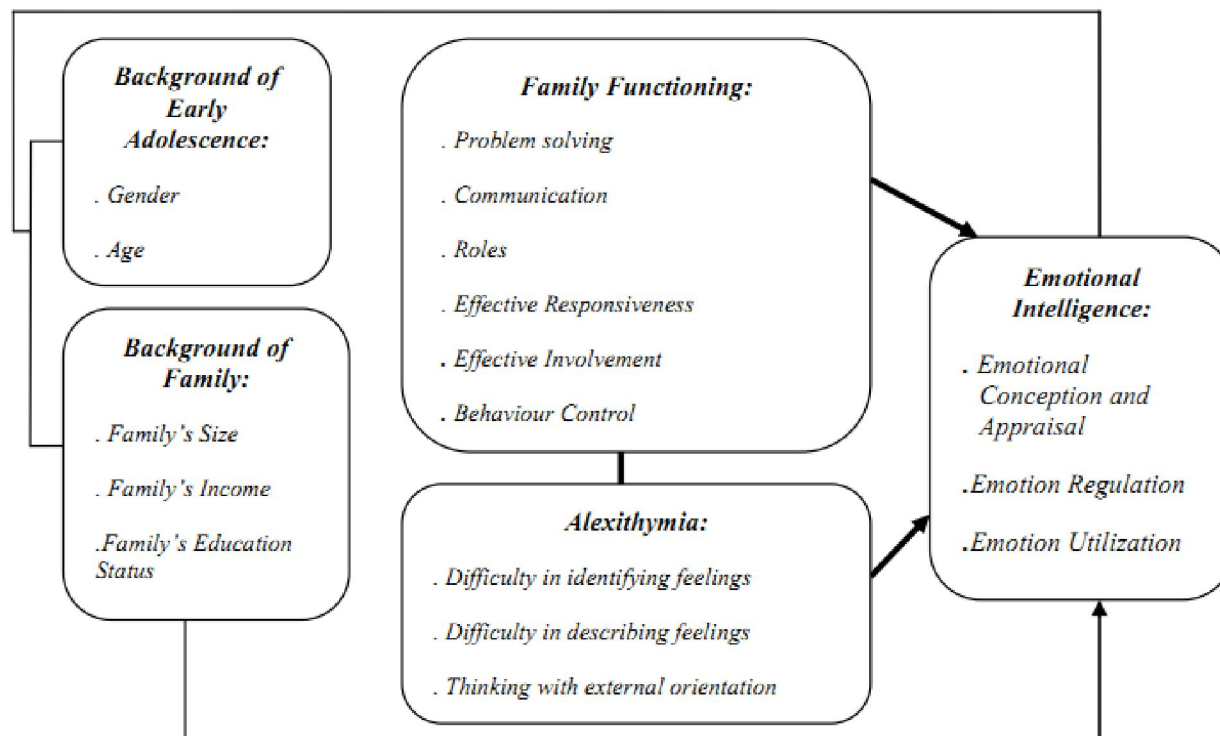 Background of
Early
Adolescence:
. Gender
. Age
Background of
Family:
. Family's Size
. Family's Income
.Family's Education
Status
Family Functioning:
. Problem solving
. Communication
. Roles
. Effective Responsiveness
. Effective Involvement
. Behaviour Control
Alexithymia:
. Difficulty in identifying feelings
. Difficulty in describing feelings
. Thinking with external orientation
Emotional
Intelligence:
. Emotional
Conception and
Appraisal
.Emotion Regulation
.Emotion Utilization